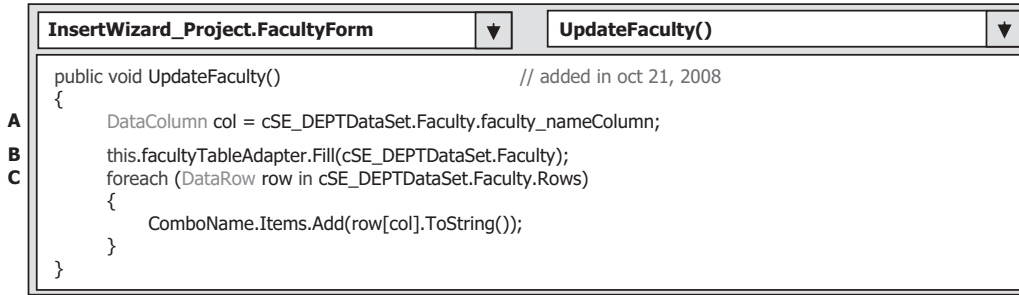 InsertWizard_Project.FacultyForm UpdateFaculty()
public void UpdateFaculty() // added in oct 21, 2008
{
A DataColumn col = cSE_DEPTDataSet.Faculty.faculty_nameColumn;
B this.facultyTableAdapter.Fill(cSE_DEPTDataSet.Faculty);
C foreach (DataRow row in cSE_DEPTDataSet.Faculty.Rows)
{
ComboName.Items.Add(row[col].ToString());
}
}